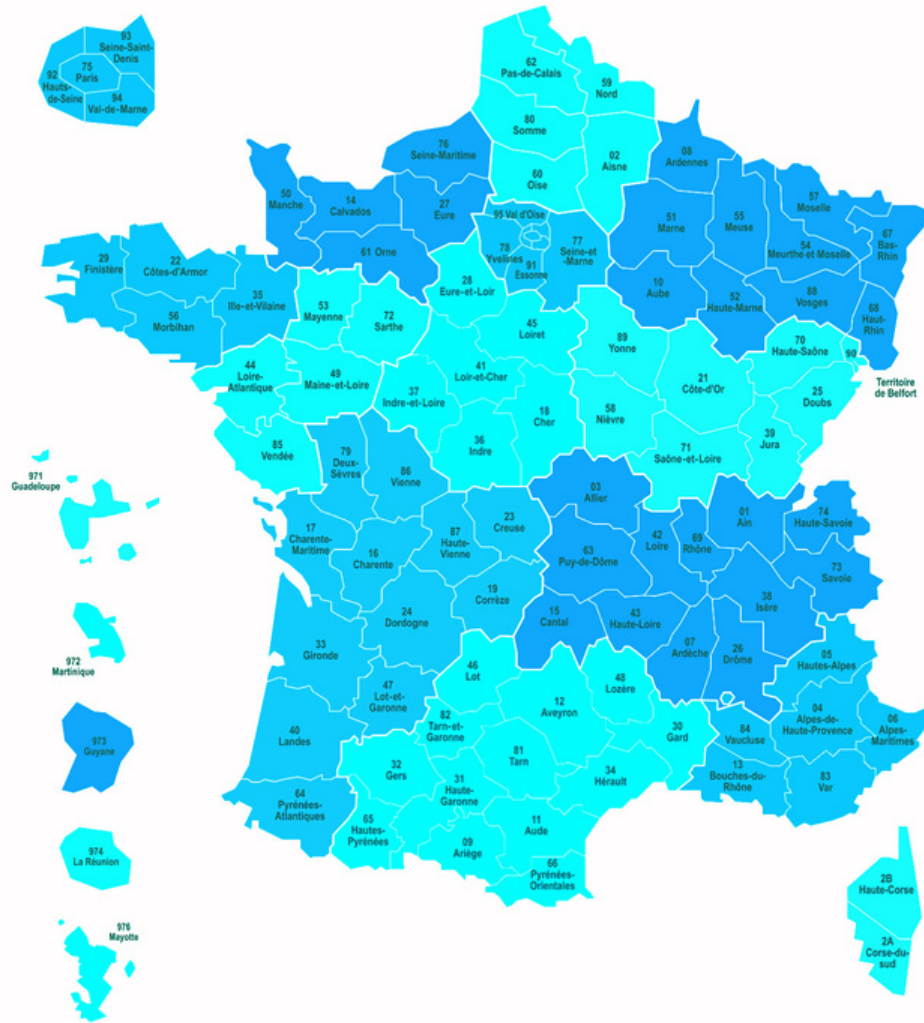 93
Seine-Saint-
Denis
75
Paris
92
Hauts-
de-Seine
94
Val-de-Marne
62
Pas-de-Calais
59
Nord
80
Somme
02
Aisne
60
Oise
76
Seine-Maritime
08
Ardennes
50
Manche
14
Calvados
27
Eure
61 Orne
95 Val d'Oise
78
Yvelines
91
Essonne
77
Seine-et
-Marne
51
Marne
55
Meuse
57
Moselle
54
Meurthe et Moselle
67
Bas-
Rhin
10
Aube
52
Haute-Marne
88
Vosges
68
Haut-
Rhin
29
Finistère
22
Côtes-d'Armor
35
Ille-et-Vilaine
56
Morbihan
53
Mayenne
72
Sarthe
28
Eure-et-Loir
45
Loiret
89
Yonne
70
Haute-Saône
90
Territoire
de Belfort
44
Loire-
Atlantique
49
Maine-et-Loire
37
Indre-et-Loire
41
Loir-et-Cher
18
Cher
58
Nièvre
21
Côte-d'Or
25
Doubs
39
Jura
85
Vendée
79
Deux-
Sèvres
86
Vienne
36
Indre
71
Saône-et-Loire
971
Guadeloupe
17
Charente-
Maritime
16
Charente
87
Haute-
Vienne
23
Creuse
03
Allier
63
Puy-de-Dôme
42
Loire
69
Rhône
01
Ain
74
Haute-Savoie
73
Savoie
38
Isère
19
Corrèze
24
Dordogne
15
Cantal
43
Haute-Loire
07
Ardèche
26
Drôme
05
Hautes-Alpes
972
Martinique
33
Gironde
47
Lot-et-
Garonne
46
Lot
12
Aveyron
48
Lozère
30
Gard
84
Vaucluse
04
Alpes-de-
Haute-Provence
06
Alpes-
Maritimes
973
Guyane
40
Landes
82
Tarn-et-
Garonne
32
Gers
81
Tarn
31
Haute-
Garonne
34
Hérault
13
Bouches-du-
Rhône
83
Var
64
Pyrénées-
Atlantiques
65
Hautes-
Pyrénées
09
Ariège
11
Aude
66
Pyrénées-
Orientales
974
La Réunion
976
Mayotte
2B
Haute-Corse
2A
Corse-du-
sud